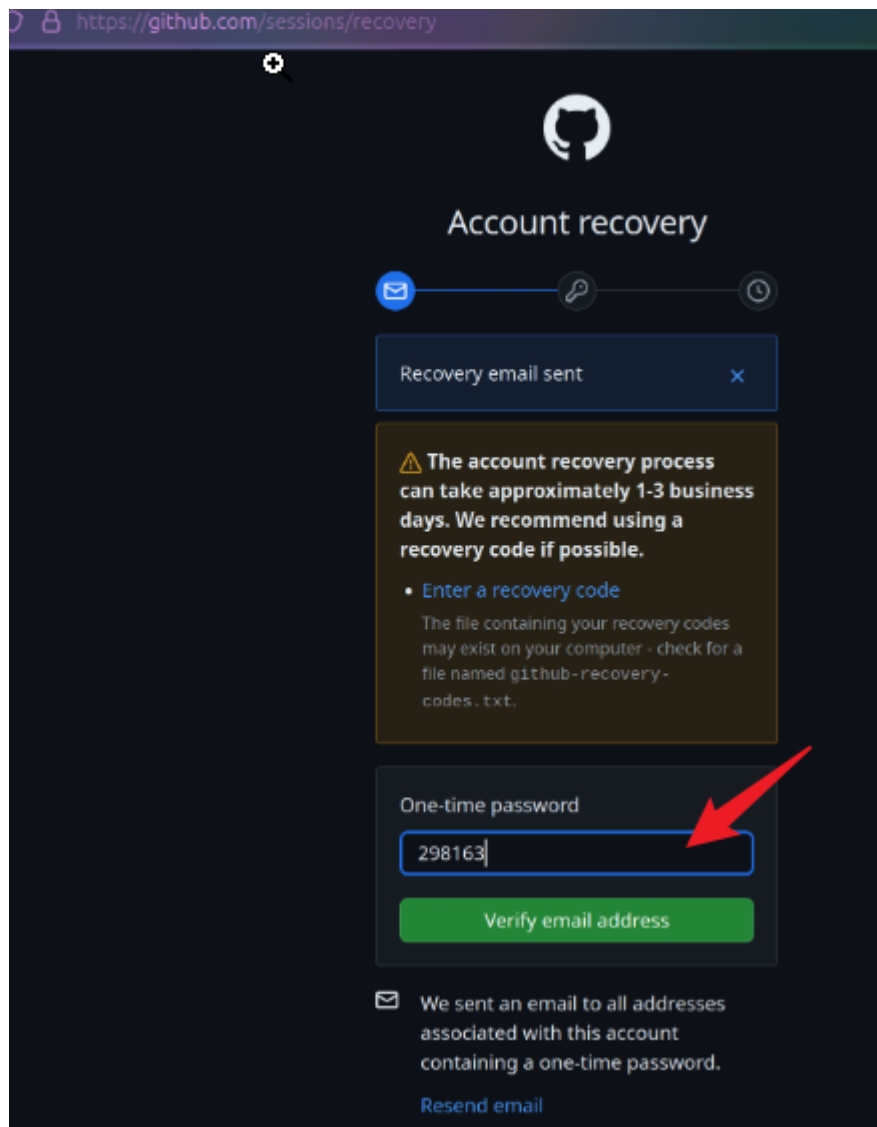 https://github.com/sessions/recovery
Account recovery
Recovery email sent
The account recovery process
can take approximately 1-3 business
days. We recommend using a
recovery code if possible.
• Enter a recovery code
The file containing your recovery codes
may exist on your computer - check for a
file named github-recovery-
codes.txt.
One-time password
298163
Verify email address
We sent an email to all addresses
associated with this account
containing a one-time password.
Resend email